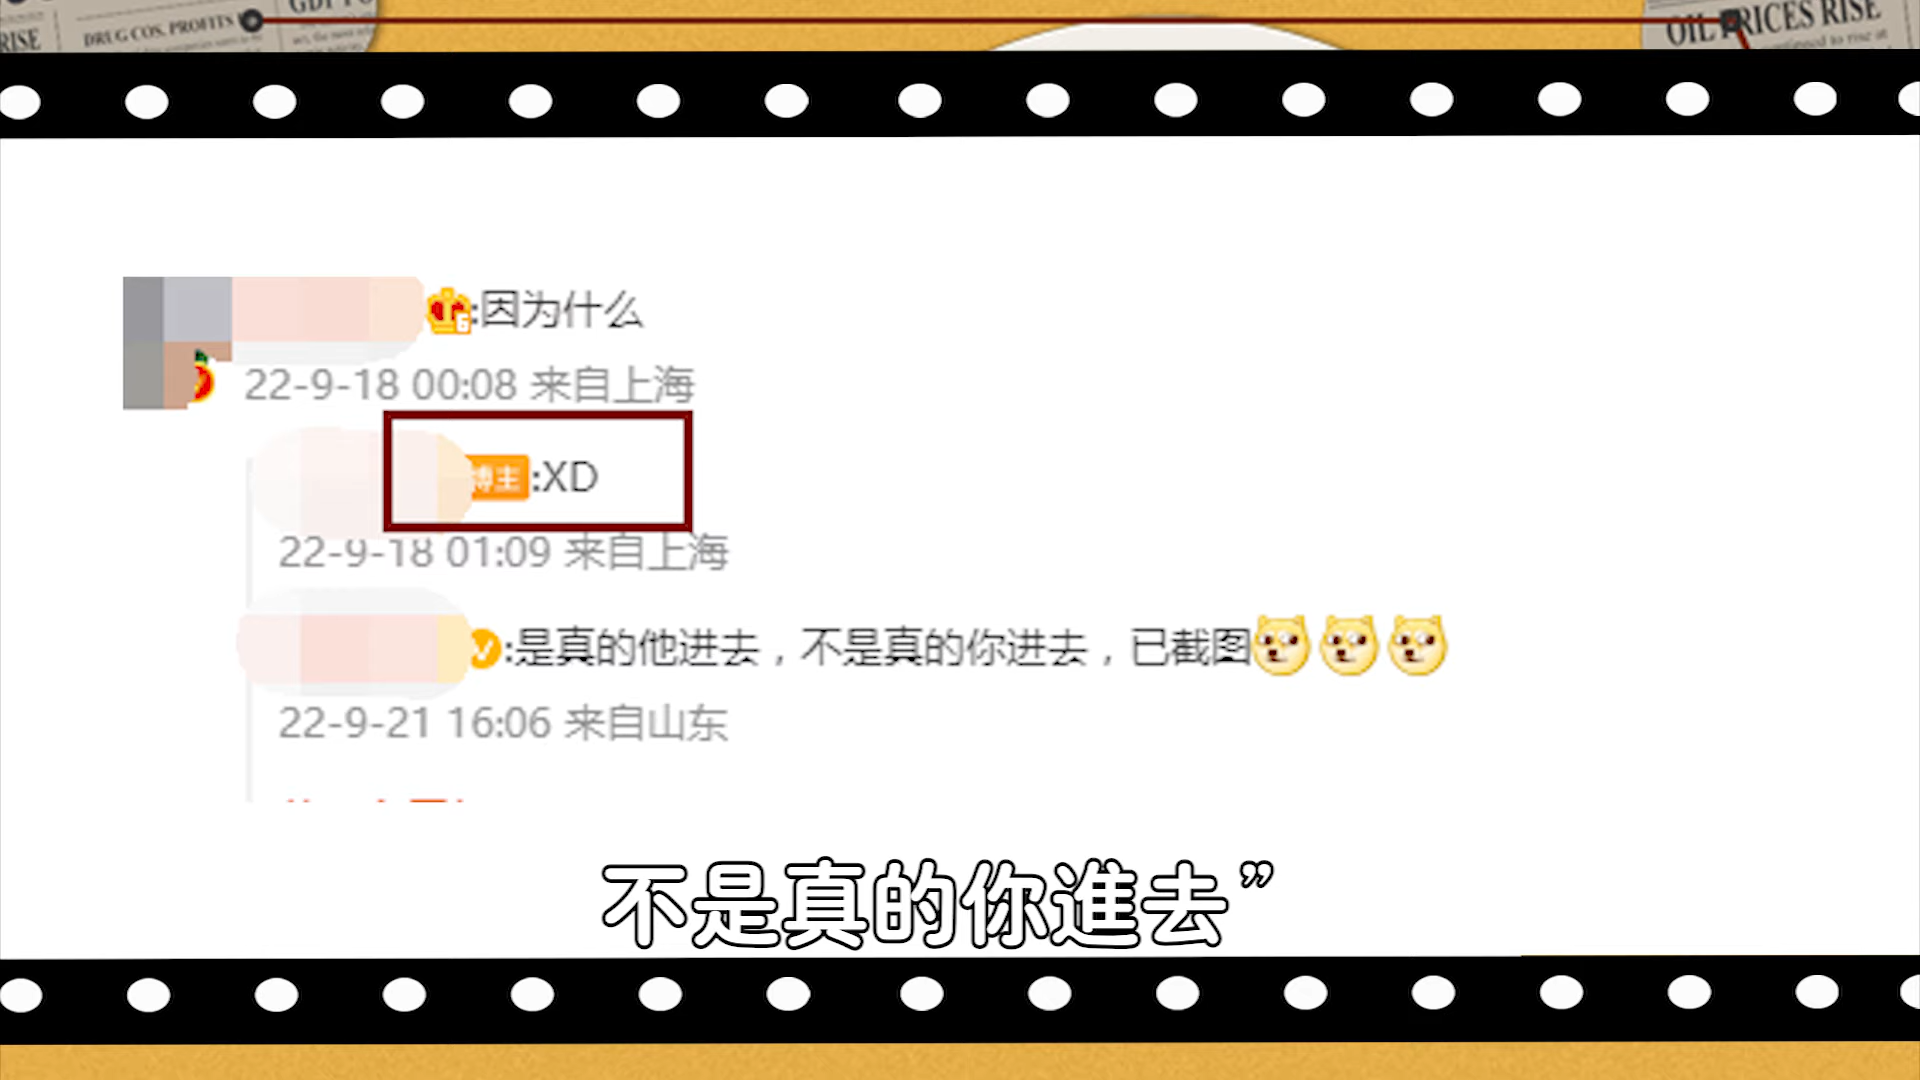 DRUG COS. PROFITS
RISE
OIL PRICES RISE
:因为什么
22-9-18 00:08 来自上海
博主:XD
22-9-18 01:09 来自上海
:是真的他进去，不是真的你进去，已截图
22-9-21 16:06 来自山东
不是真的你進去”